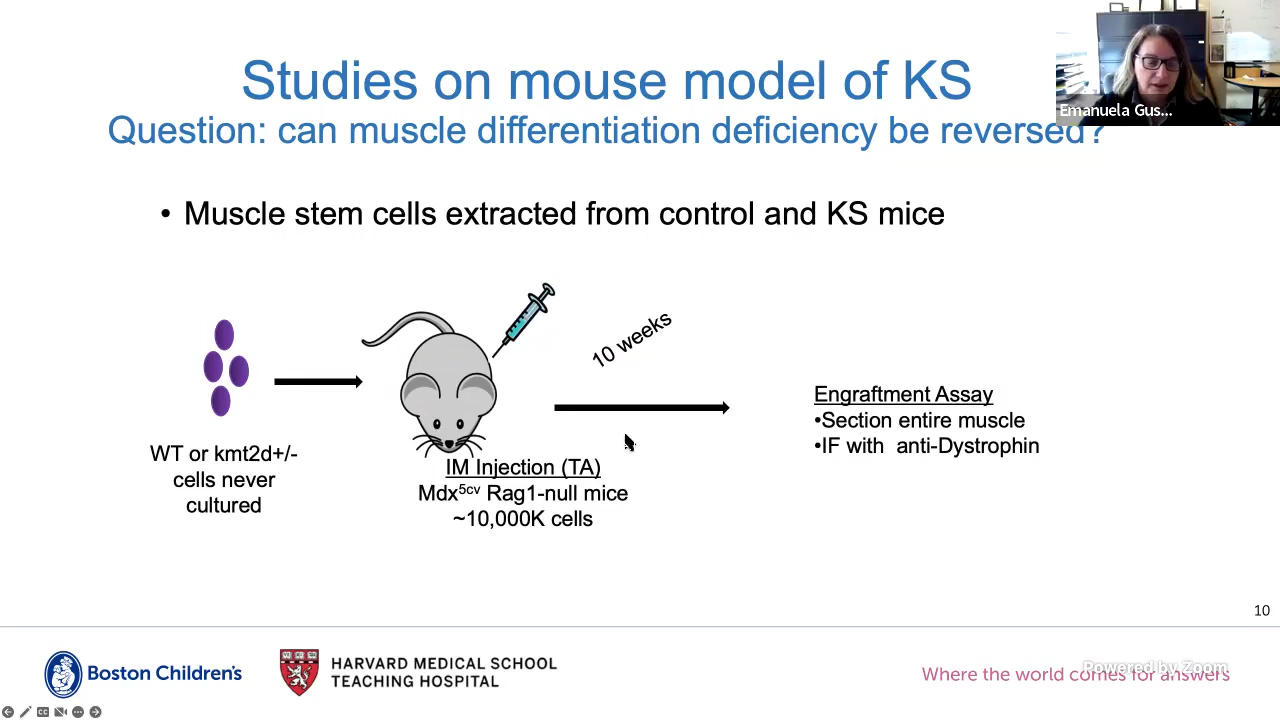 Studies on mouse model of KS
Question: can muscle differentiation deficiency be reversed?
Emanuela Gus...
• Muscle stem cells extracted from control and KS mice
10 weeks
WT or kmt2d+/-
cells never
cultured
IM Injection (TA)
Mdx5cv Rag1-null mice
~10,000K cells
Engraftment Assay
•Section entire muscle
•IF with anti-Dystrophin
10
Boston Children's
HARVARD MEDICAL SCHOOL
TEACHING HOSPITAL
Where the world comes for answers
Powered by Zoom